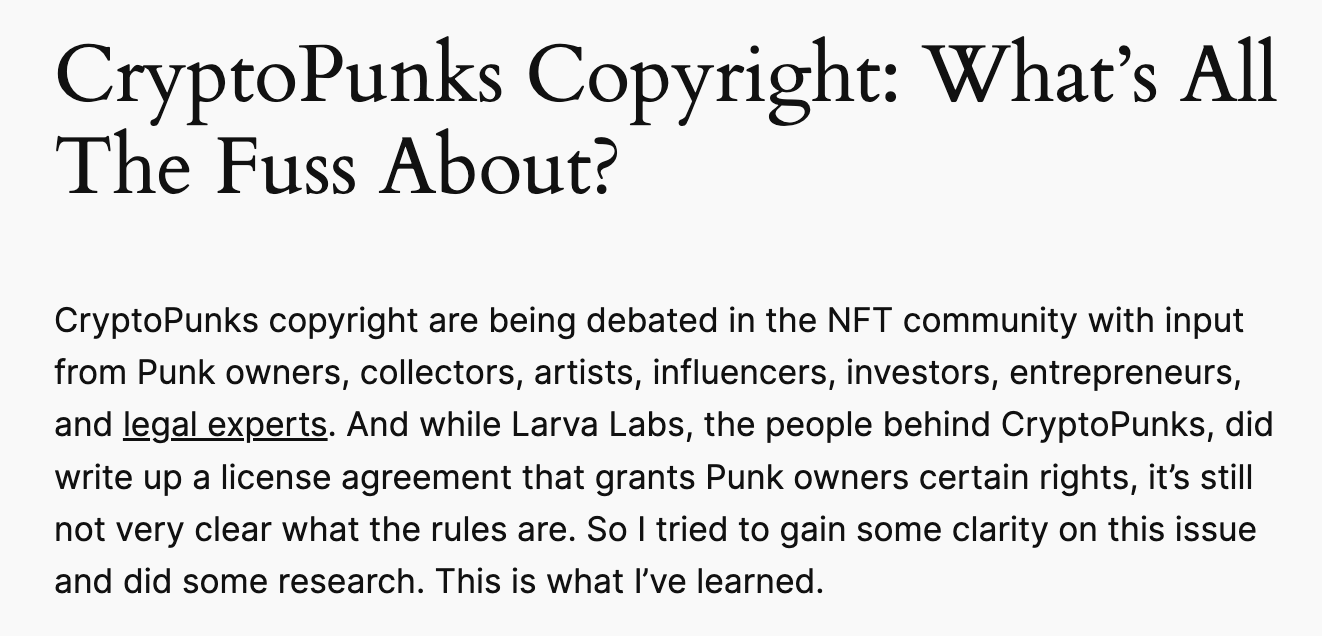 CryptoPunks Copyright: What’s All
The Fuss About?
CryptoPunks copyright are being debated in the NFT community with input
from Punk owners, collectors, artists, influencers, investors, entrepreneurs,
and legal experts. And while Larva Labs, the people behind CryptoPunks, did
write up a license agreement that grants Punk owners certain rights, it’s still
not very clear what the rules are. So I tried to gain some clarity on this issue
and did some research. This is what I’ve learned.